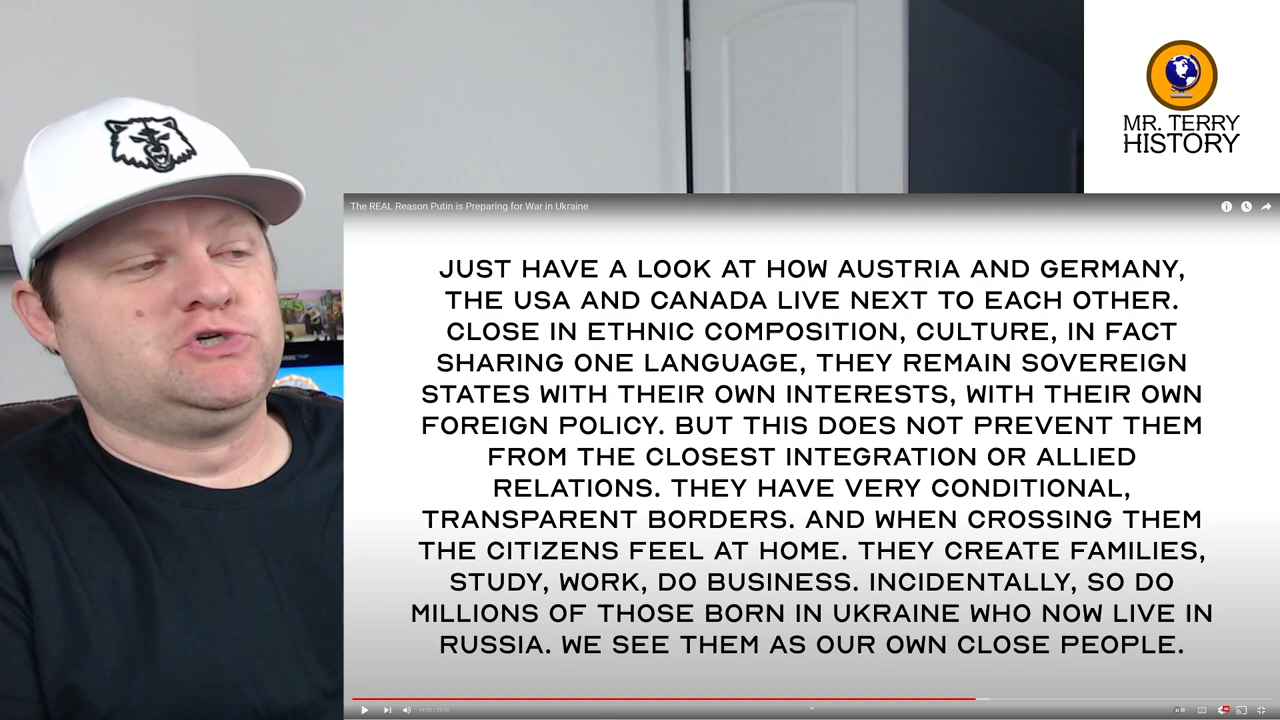 MR. TERRY
HISTORY
The REAL Reason Putin is Preparing for War in Ukraine
JUST HAVE A LOOK AT HOW AUSTRIA AND GERMANY,
THE USA AND CANADA LIVE NEXT TO EACH OTHER.
CLOSE IN ETHNIC COMPOSITION, CULTURE, IN FACT
SHARING ONE LANGUAGE, THEY REMAIN SOVEREIGN
STATES WITH THEIR OWN INTERESTS, WITH THEIR OWN
FOREIGN POLICY. BUT THIS DOES NOT PREVENT THEM
FROM THE CLOSEST INTEGRATION OR ALLIED
RELATIONS. THEY HAVE VERY CONDITIONAL,
TRANSPARENT BORDERS. AND WHEN CROSSING THEM
THE CITIZENS FEEL AT HOME. THEY CREATE FAMILIES,
STUDY, WORK, DO BUSINESS. INCIDENTALLY, SO DO
MILLIONS OF THOSE BORN IN UKRAINE WHO NOW LIVE IN
RUSSIA. WE SEE THEM AS OUR OWN CLOSE PEOPLE.